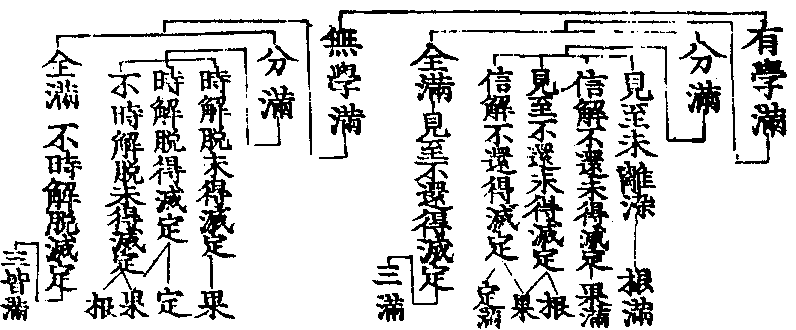 有學滿
分滿
見至未離染
根滿
信解不還未得滅定
果滿
見至不還未得滅定
根
果
信解不還得滅定
定滿
全滿
見至不還得滅定
三滿
無學滿
分滿
時解脫未得滅定
果
時解脫得滅定
定
不時解脫未得滅定
果
根
全滿
不時解脫滅定
三皆滿